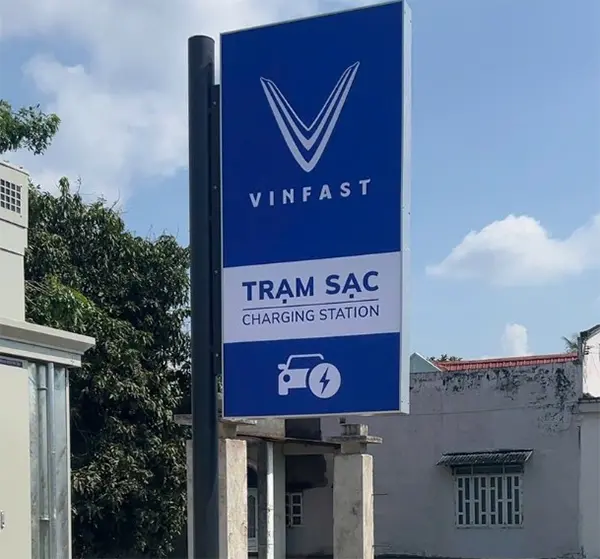 VINFAST
TRẠM SẠC
CHARGING STATION